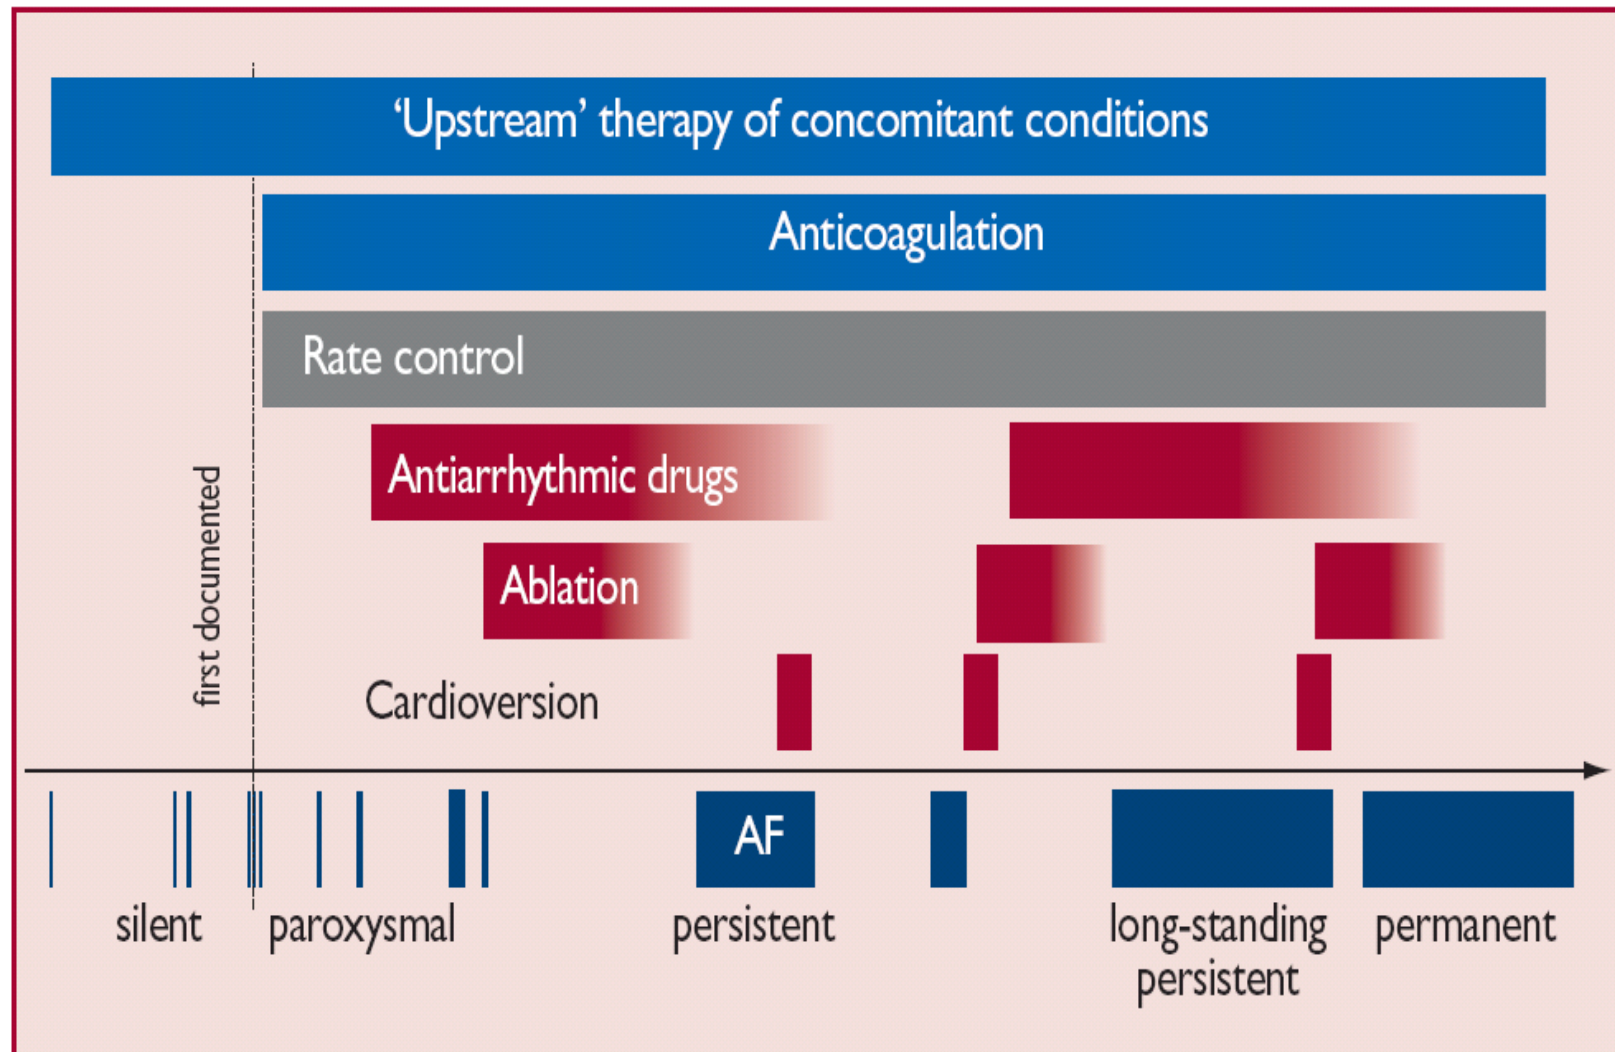 ‘Upstream’ therapy of concomitant conditions
Anticoagulation
Rate control
Antiarrhythmic drugs
Ablation
Cardioversion
first documented
AF
silent
paroxysmal
persistent
long-standing
persistent
permanent